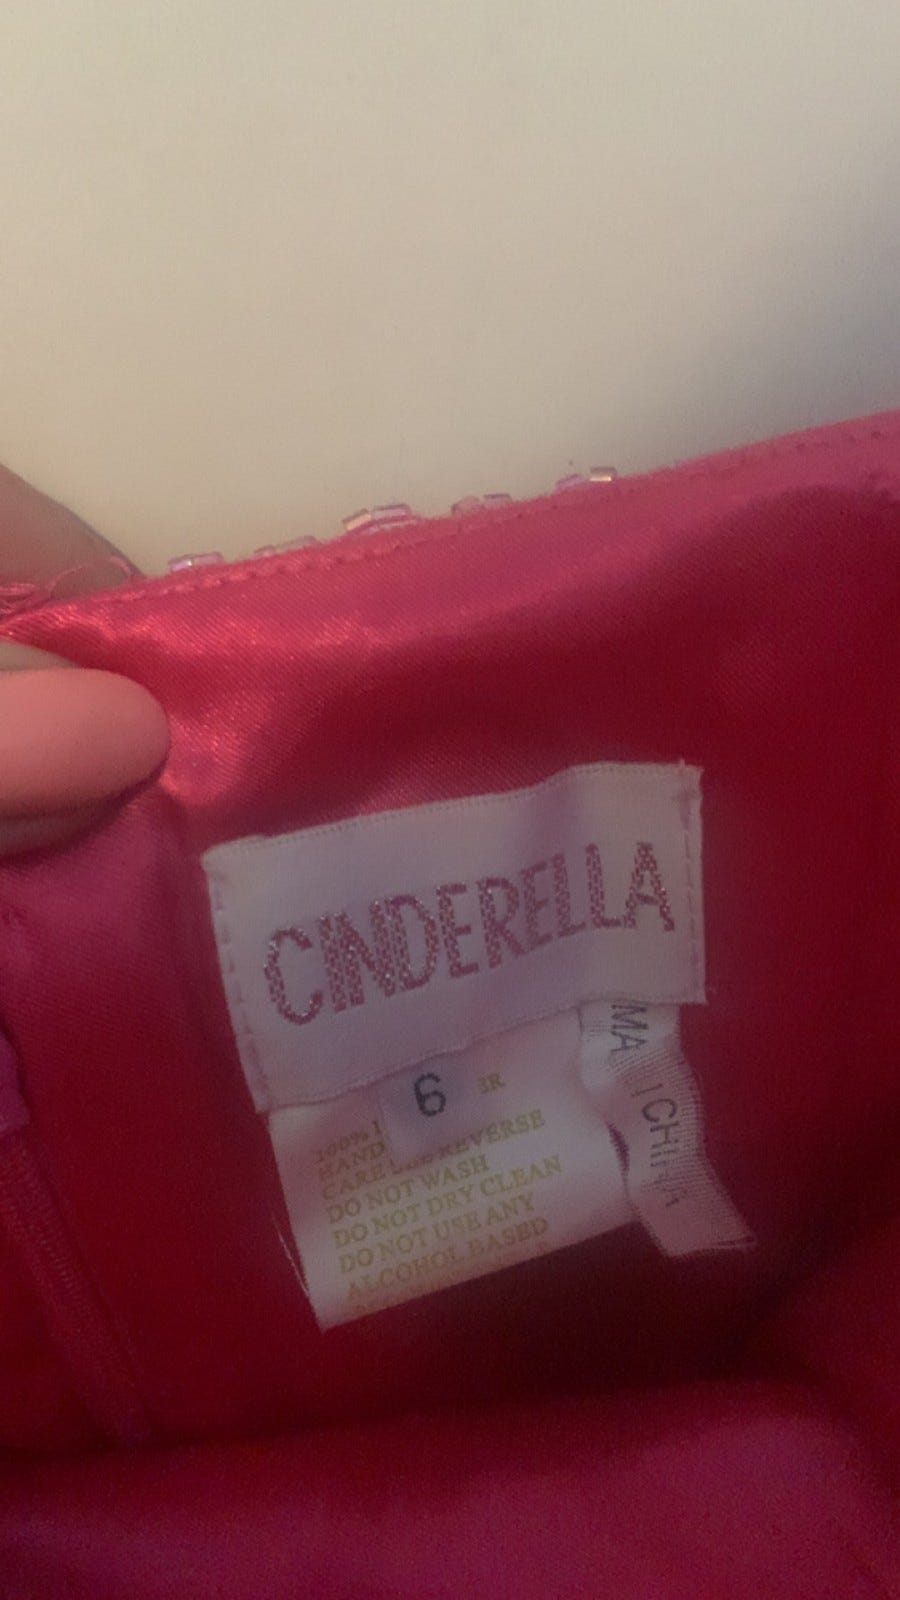 CINDERELLA
6
100%
HAND
CARE REVERSE
DO NOT WASH
DO NOT DRY CLEAN
DO NOT USE ANY
ALCOHOL BASED
MA
CHINA